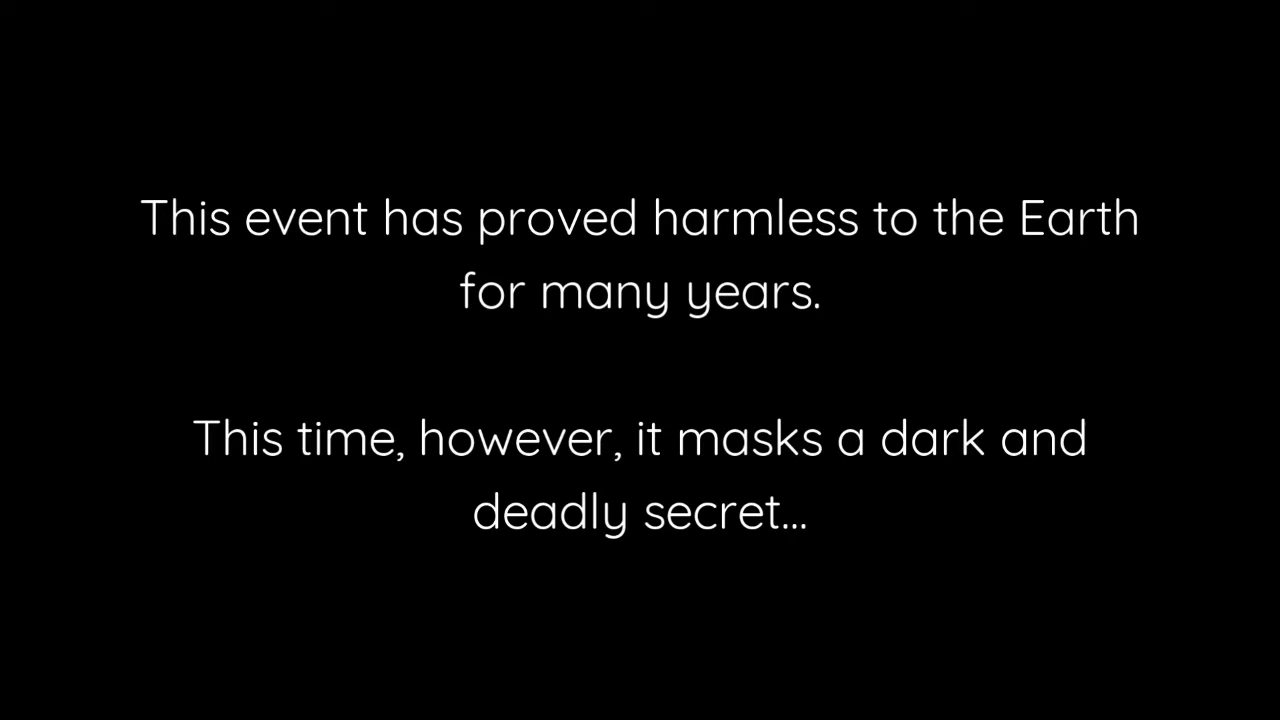 This event has proved harmless to the Earth
for many years.
This time, however, it masks a dark and
deadly secret...